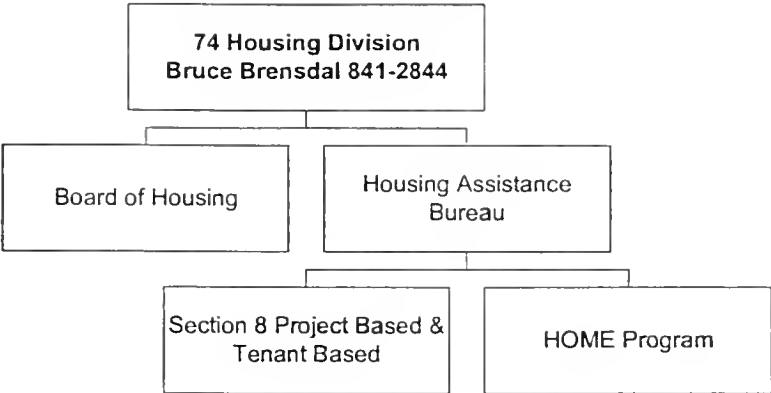 74 Housing Division
Bruce Brensdal 841-2844
Board of Housing
Housing Assistance
Bureau
Section 8 Project Based &
Tenant Based
HOME Program